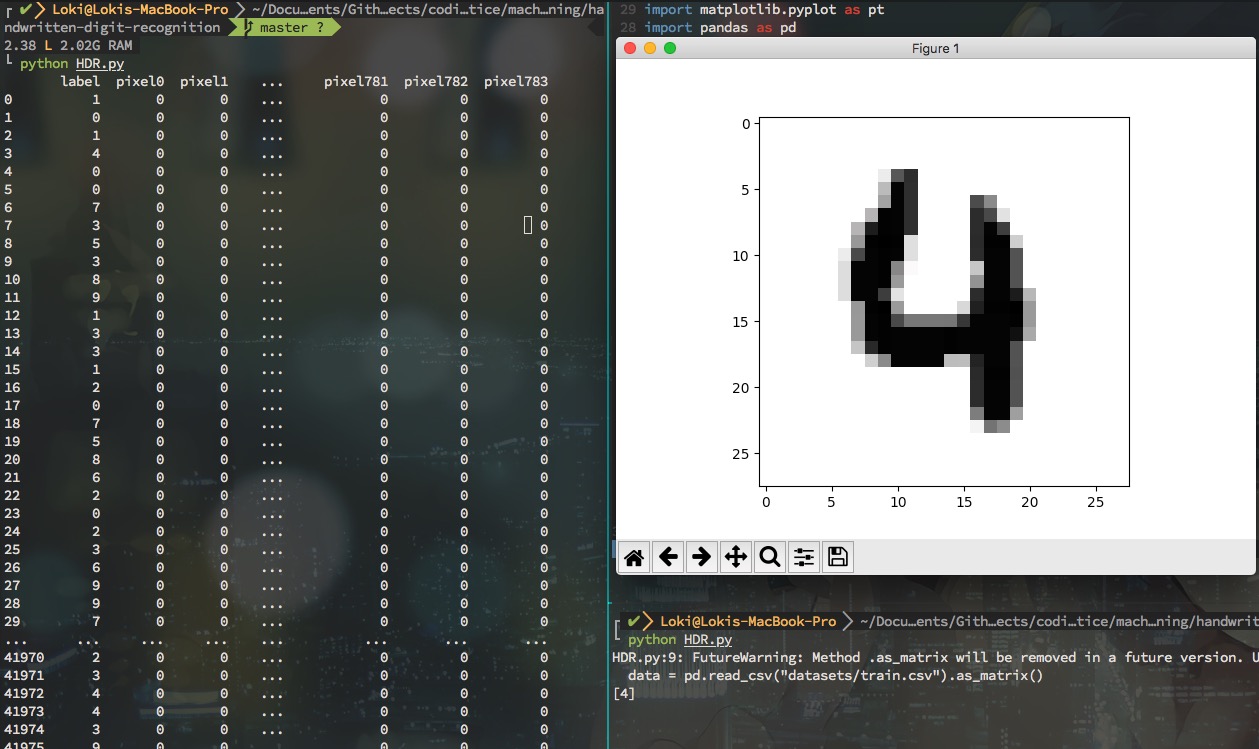 ✔ Loki@Lokis-MacBook-Pro ~/Docu…ents/Gith…ects/codi…tice/mach…ning/ha
ndwritten-digit-recognition master ?
2.38 L 2.02G RAM
python HDR.py
label pixel0 pixel1 ... pixel781 pixel782 pixel783
0 1 0 0 ... 0 0 0
1 0 0 0 ... 0 0 0
2 1 0 0 ... 0 0 0
3 4 0 0 ... 0 0 0
4 0 0 0 ... 0 0 0
5 0 0 0 ... 0 0 0
6 7 0 0 ... 0 0 0
7 3 0 0 ... 0 0 0
8 5 0 0 ... 0 0 0
9 3 0 0 ... 0 0 0
10 8 0 0 ... 0 0 0
11 9 0 0 ... 0 0 0
12 1 0 0 ... 0 0 0
13 3 0 0 ... 0 0 0
14 3 0 0 ... 0 0 0
15 1 0 0 ... 0 0 0
16 2 0 0 ... 0 0 0
17 0 0 0 ... 0 0 0
18 7 0 0 ... 0 0 0
19 5 0 0 ... 0 0 0
20 8 0 0 ... 0 0 0
21 6 0 0 ... 0 0 0
22 2 0 0 ... 0 0 0
23 0 0 0 ... 0 0 0
24 2 0 0 ... 0 0 0
25 3 0 0 ... 0 0 0
26 6 0 0 ... 0 0 0
27 9 0 0 ... 0 0 0
28 9 0 0 ... 0 0 0
29 7 0 0 ... 0 0 0
... ... ... ... ... ... ... ...
41970 2 0 0 ... 0 0 0
41971 3 0 0 ... 0 0 0
41972 4 0 0 ... 0 0 0
41973 4 0 0 ... 0 0 0
41974 3 0 0 ... 0 0 0
41975 9 0 0 ... 0 0 0
29 import matplotlib.pyplot as pt
28 import pandas as pd
Figure 1
0
5
10
15
20
25
0 5 10 15 20 25
4
✔ Loki@Lokis-MacBook-Pro ~/Docu…ents/Gith…ects/codi…tice/mach…ning/handwrit
python HDR.py
HDR.py:9: FutureWarning: Method .as_matrix will be removed in a future version. U
data = pd.read_csv("datasets/train.csv").as_matrix()
[4]